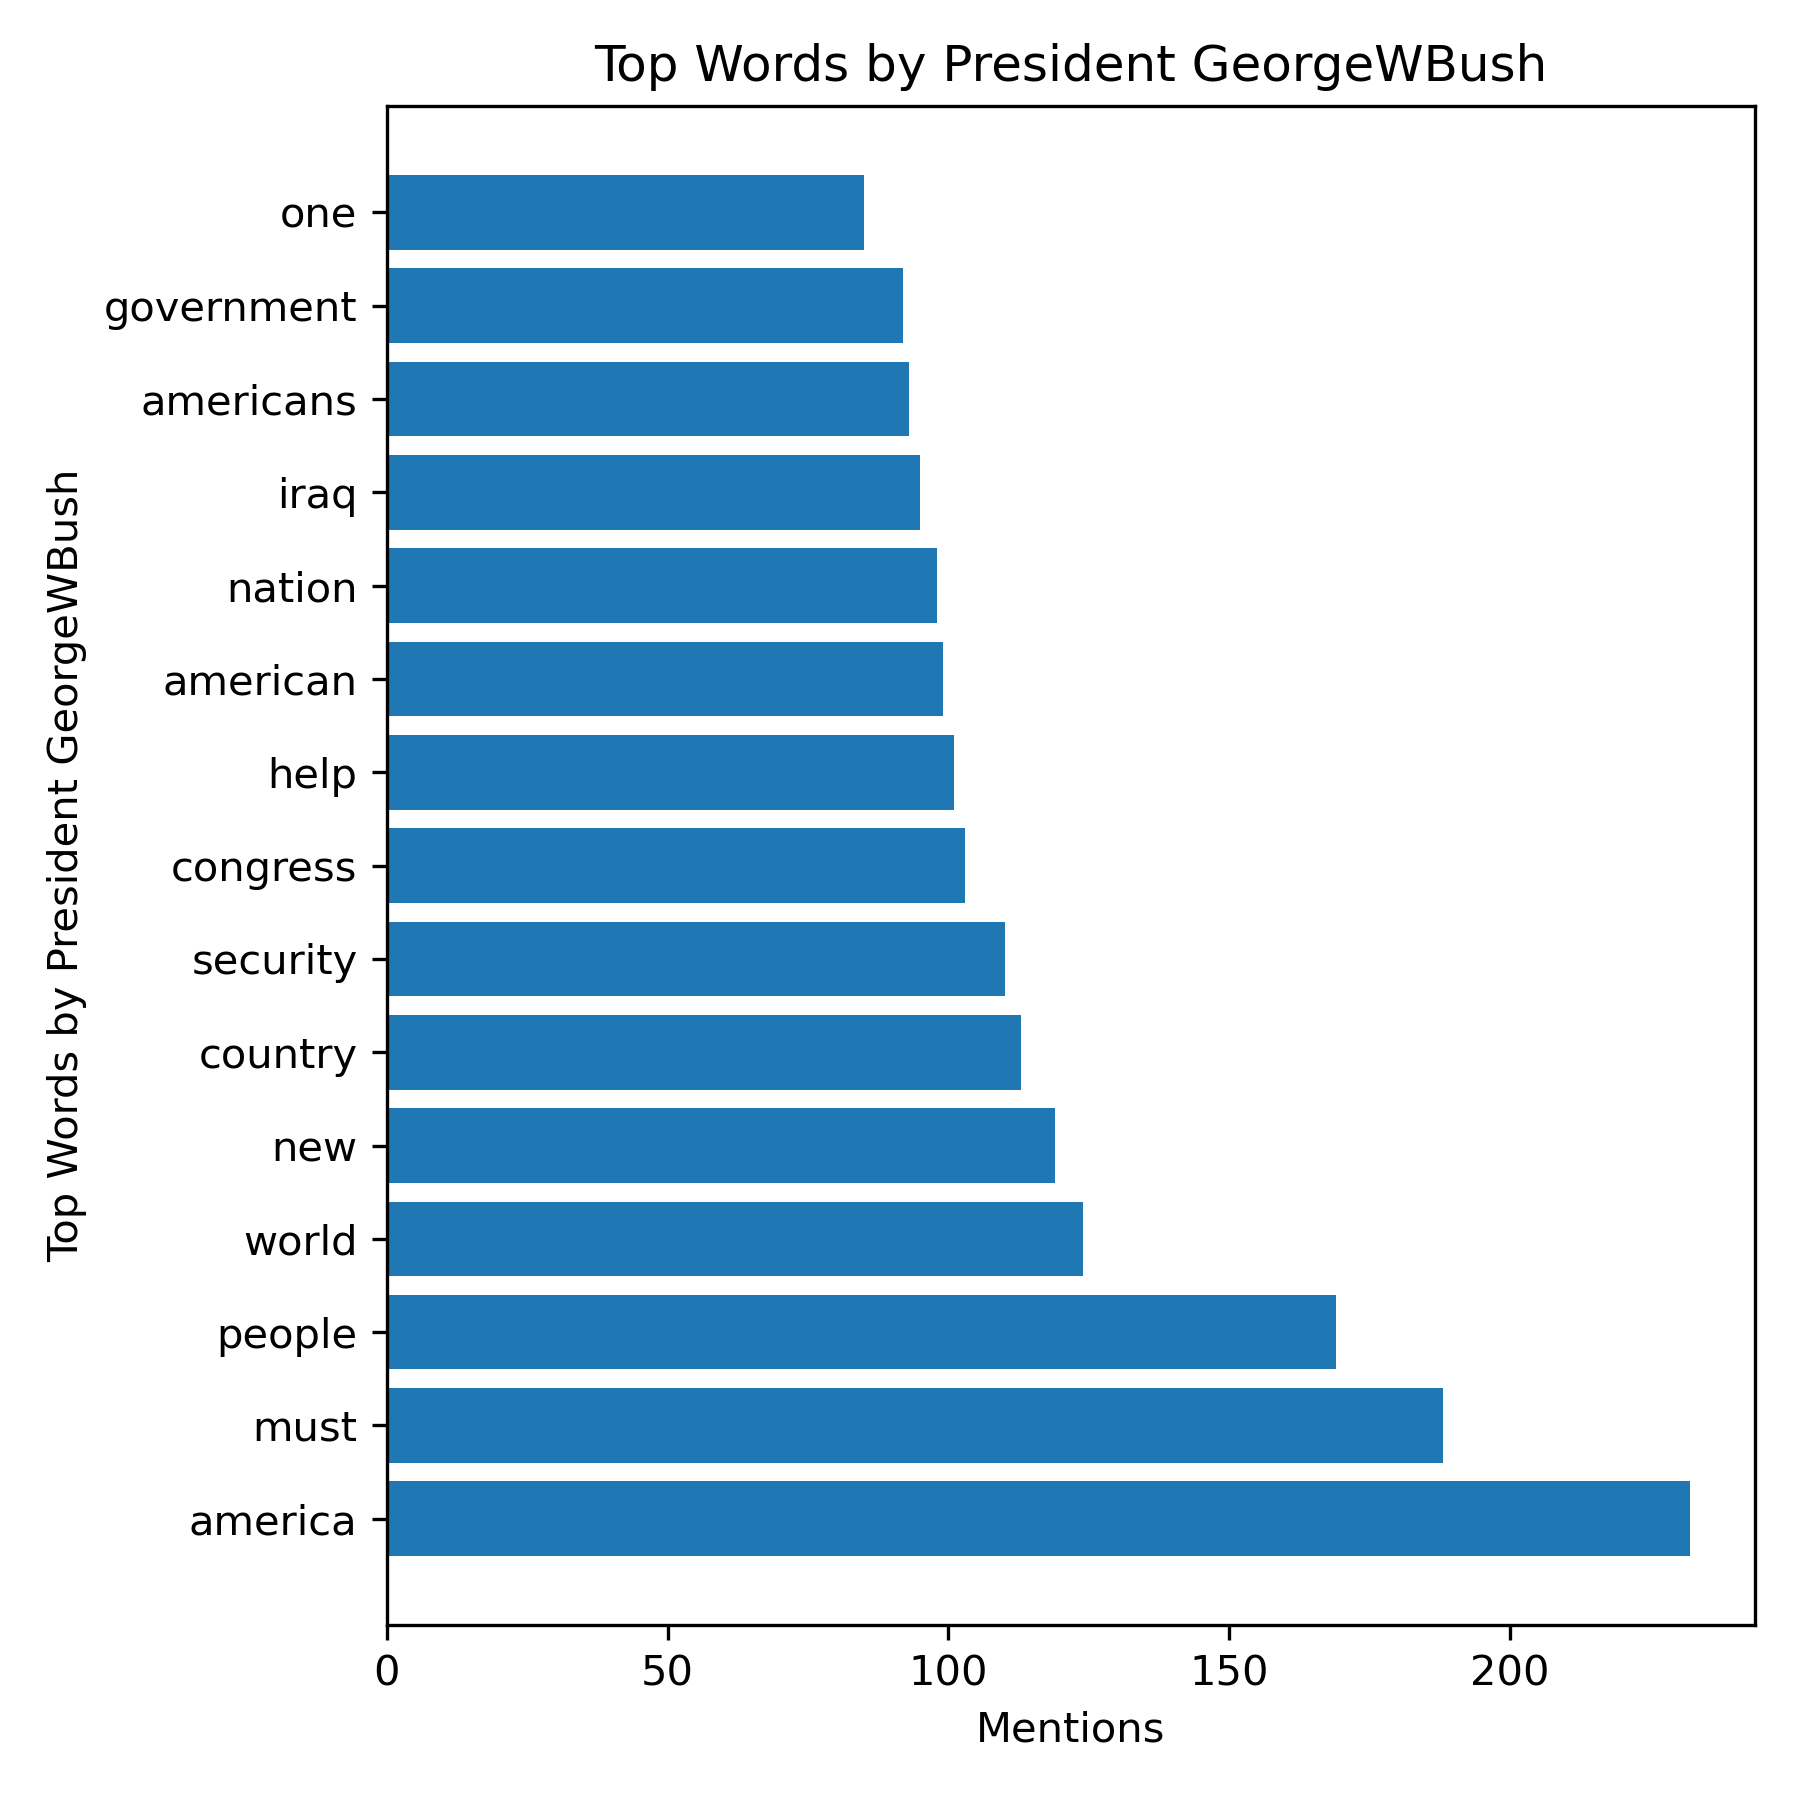 Top Words by President GeorgeWBush
one
government
americans
iraq
nation
american
help
congress
security
country
new
world
people
must
america
Top Words by President GeorgeWBush
0 50 100 150 200
Mentions